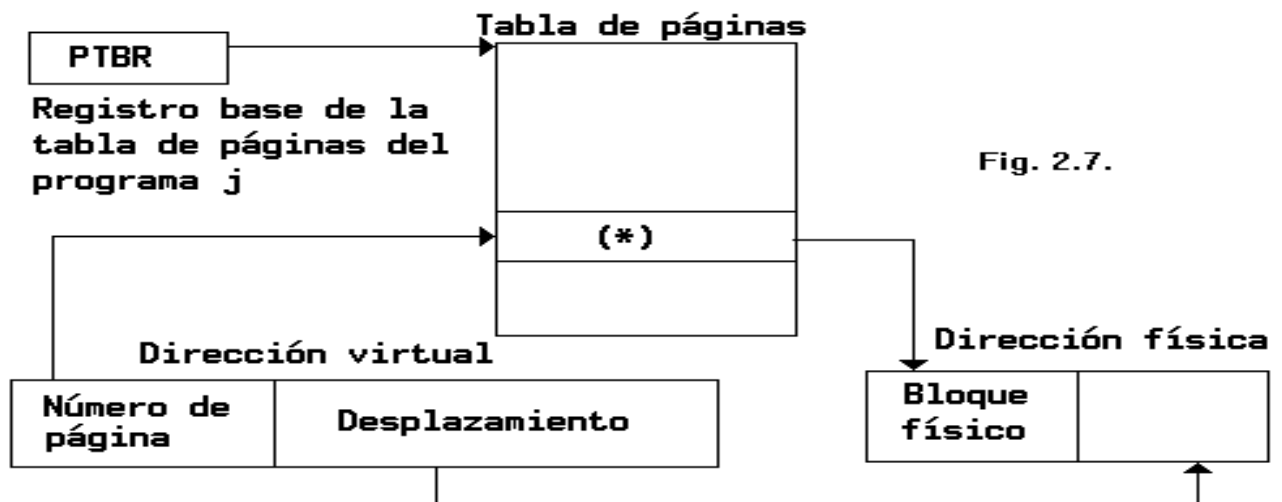 Tabla de páginas
PTBR
Registro base de la
tabla de páginas del
programa j
Fig. 2.7.
(*)
Dirección virtual
Dirección física
Número de
página
Desplazamiento
Bloque
físico